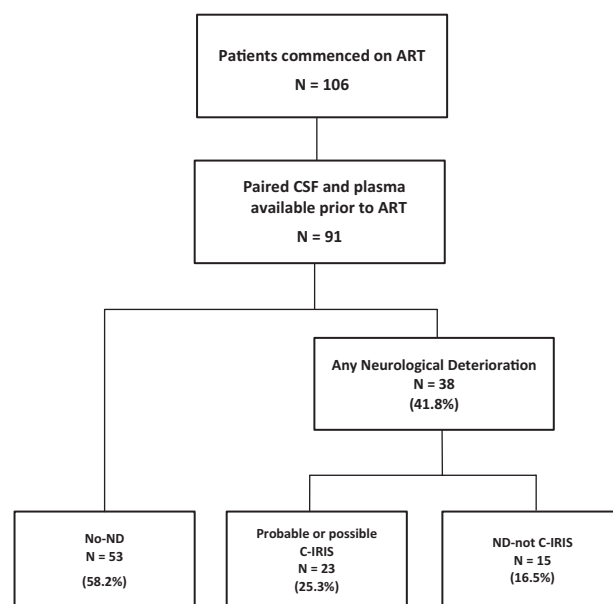 Patients commenced on ART
N = 106
Paired CSF and plasma
available prior to ART
N = 91
Any Neurological Deterioration
N = 38
(41.8%)
No-ND
N = 53
(58.2%)
Probable or possible
C-IRIS
N = 23
(25.3%)
ND-not C-IRIS
N = 15
(16.5%)